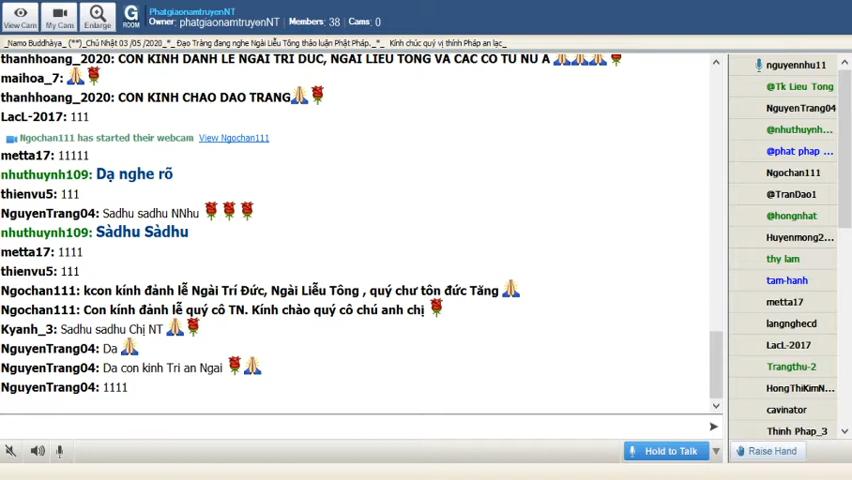 View Cam
My Cam
Enlarge
G
ROOM
PhatgiaonamtruyenNT
Owner: phatgiaonamtruyenNT | Members: 38 | Cams: 0
_Namo Buddhàya_ (**)_Chủ Nhật 03 /05 /2020_*_ Đạo Tràng đang nghe Ngài Liễu Tông thảo luận Phật Pháp._*_ Kính chúc quý vị thính Pháp an lạc_
thanhhoang_2020: CON KINH DANH LE NGAI TRI DUC, NGAI LIEU TONG VA CAC CO TU NU A
maihoa_7:
thanhhoang_2020: CON KINH CHAO DAO TRANG
LacL-2017: 111
Ngochan111 has started their webcam View Ngochan111
metta17: 11111
nhuthuynh109: Dạ nghe rõ
thienvu5: 111
NguyenTrang04: Sadhu sadhu NNhu
nhuthuynh109: Sàdhu Sàdhu
metta17: 1111
thienvu5: 111
Ngochan111: kcon kính đảnh lễ Ngài Trí Đức, Ngài Liễu Tông , quý chư tôn đức Tăng
Ngochan111: Con kính đảnh lễ quý cô TN. Kính chào quý cô chú anh chị
Kyanh_3: Sadhu sadhu Chị NT
NguyenTrang04: Da
NguyenTrang04: Da con kinh Tri an Ngai
NguyenTrang04: 1111
Hold to Talk
nguyennhu11
@Tk Lieu Tong
NguyenTrang04
@nhuthuynh...
@phat phap ...
Ngochan111
@TranDao1
@hongnhat
Huyenmong2...
thy lam
tam-hanh
metta17
langnghecd
LacL-2017
Trangthu-2
HongThiKimN...
cavinator
Thinh Phap_3
Raise Hand